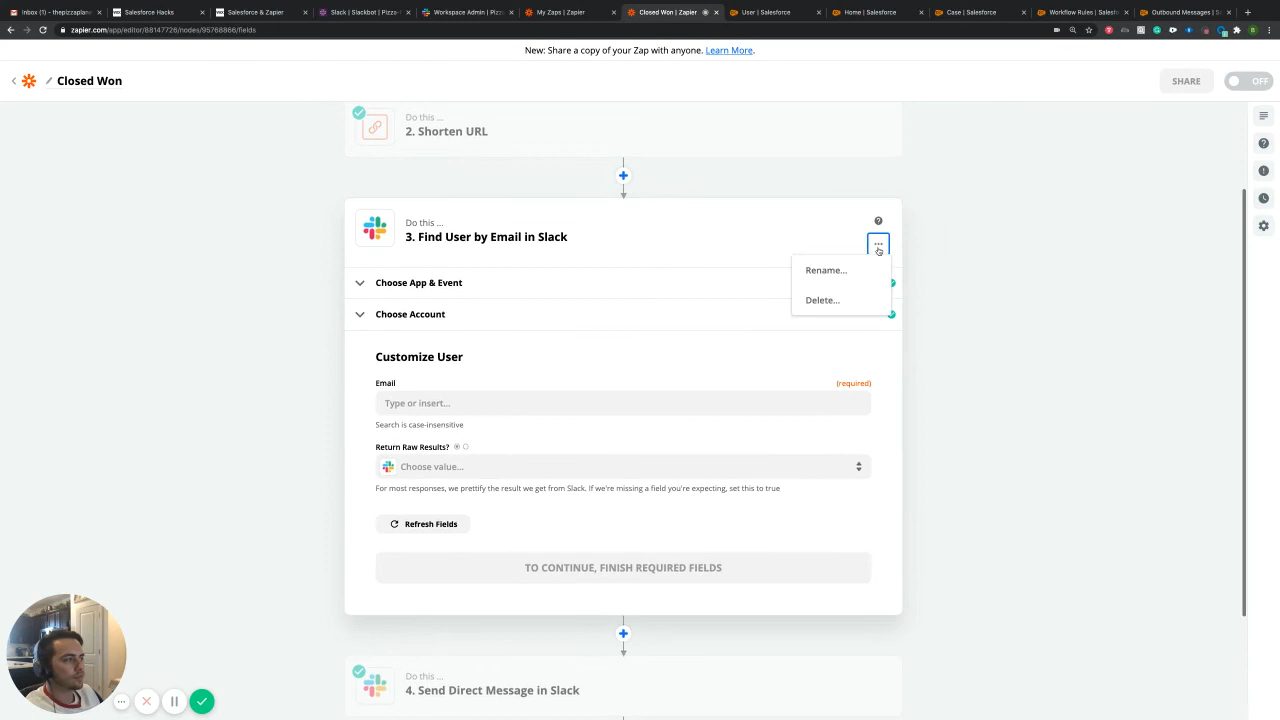 Inbox (1) - thepizzaplane
Salesforce Hacks
Salesforce & Zapier
Slack | Slackbot | Pizza-
Workspace Admin | Pizz
My Zaps | Zapier
Closed Won | Zapier
User | Salesforce
Home | Salesforce
Case | Salesforce
Workflow Rules | Salesf
Outbound Messages | S
zapier.com/app/editor/88147726/nodes/95768866/fields
New: Share a copy of your Zap with anyone. Learn More.
Closed Won
SHARE
OFF
Do this ...
2. Shorten URL
Do this ...
3. Find User by Email in Slack
Rename...
Choose App & Event
Delete...
Choose Account
Customize User
Email
(required)
Type or insert...
Search is case-insensitive
Return Raw Results?
Choose value...
For most responses, we prettify the result we get from Slack. If we're missing a field you're expecting, set this to true
Refresh Fields
TO CONTINUE, FINISH REQUIRED FIELDS
Do this ...
4. Send Direct Message in Slack